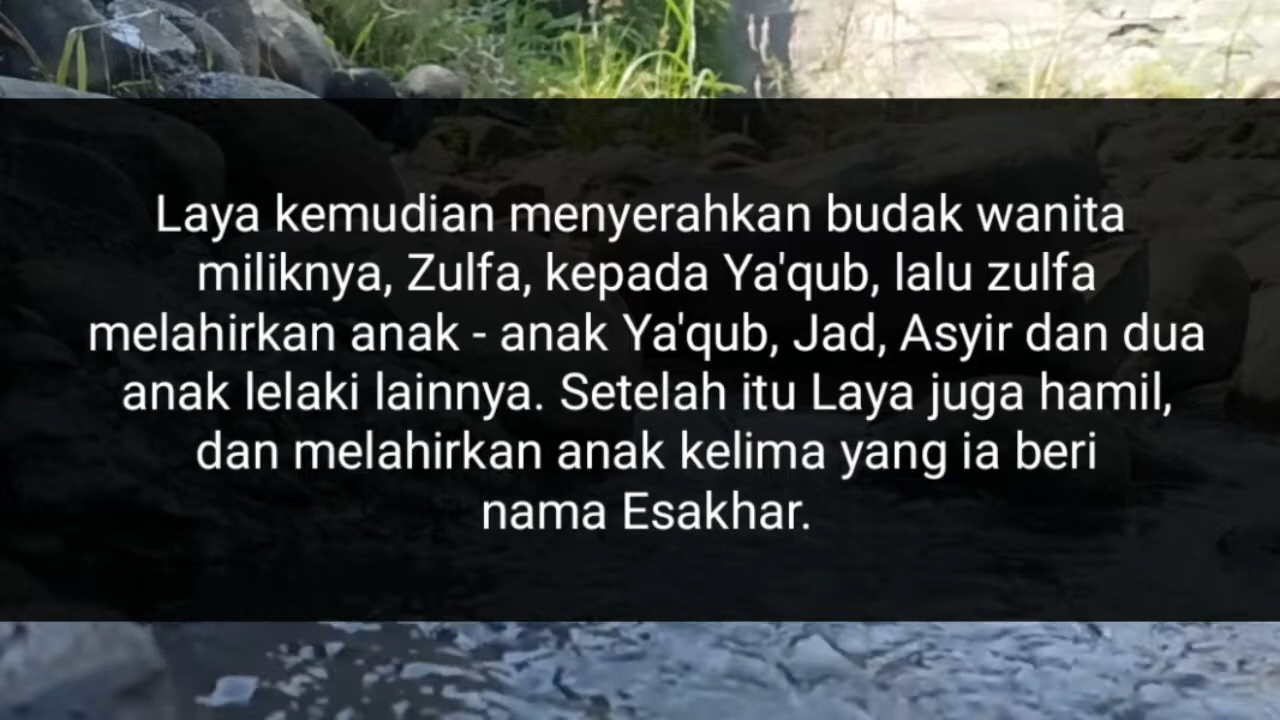 Laya kemudian menyerahkan budak wanita
miliknya, Zulfa, kepada Ya'qub, lalu zulfa
melahirkan anak - anak Ya'qub, Jad, Asyir dan dua
anak lelaki lainnya. Setelah itu Laya juga hamil,
dan melahirkan anak kelima yang ia beri
nama Esakhar.